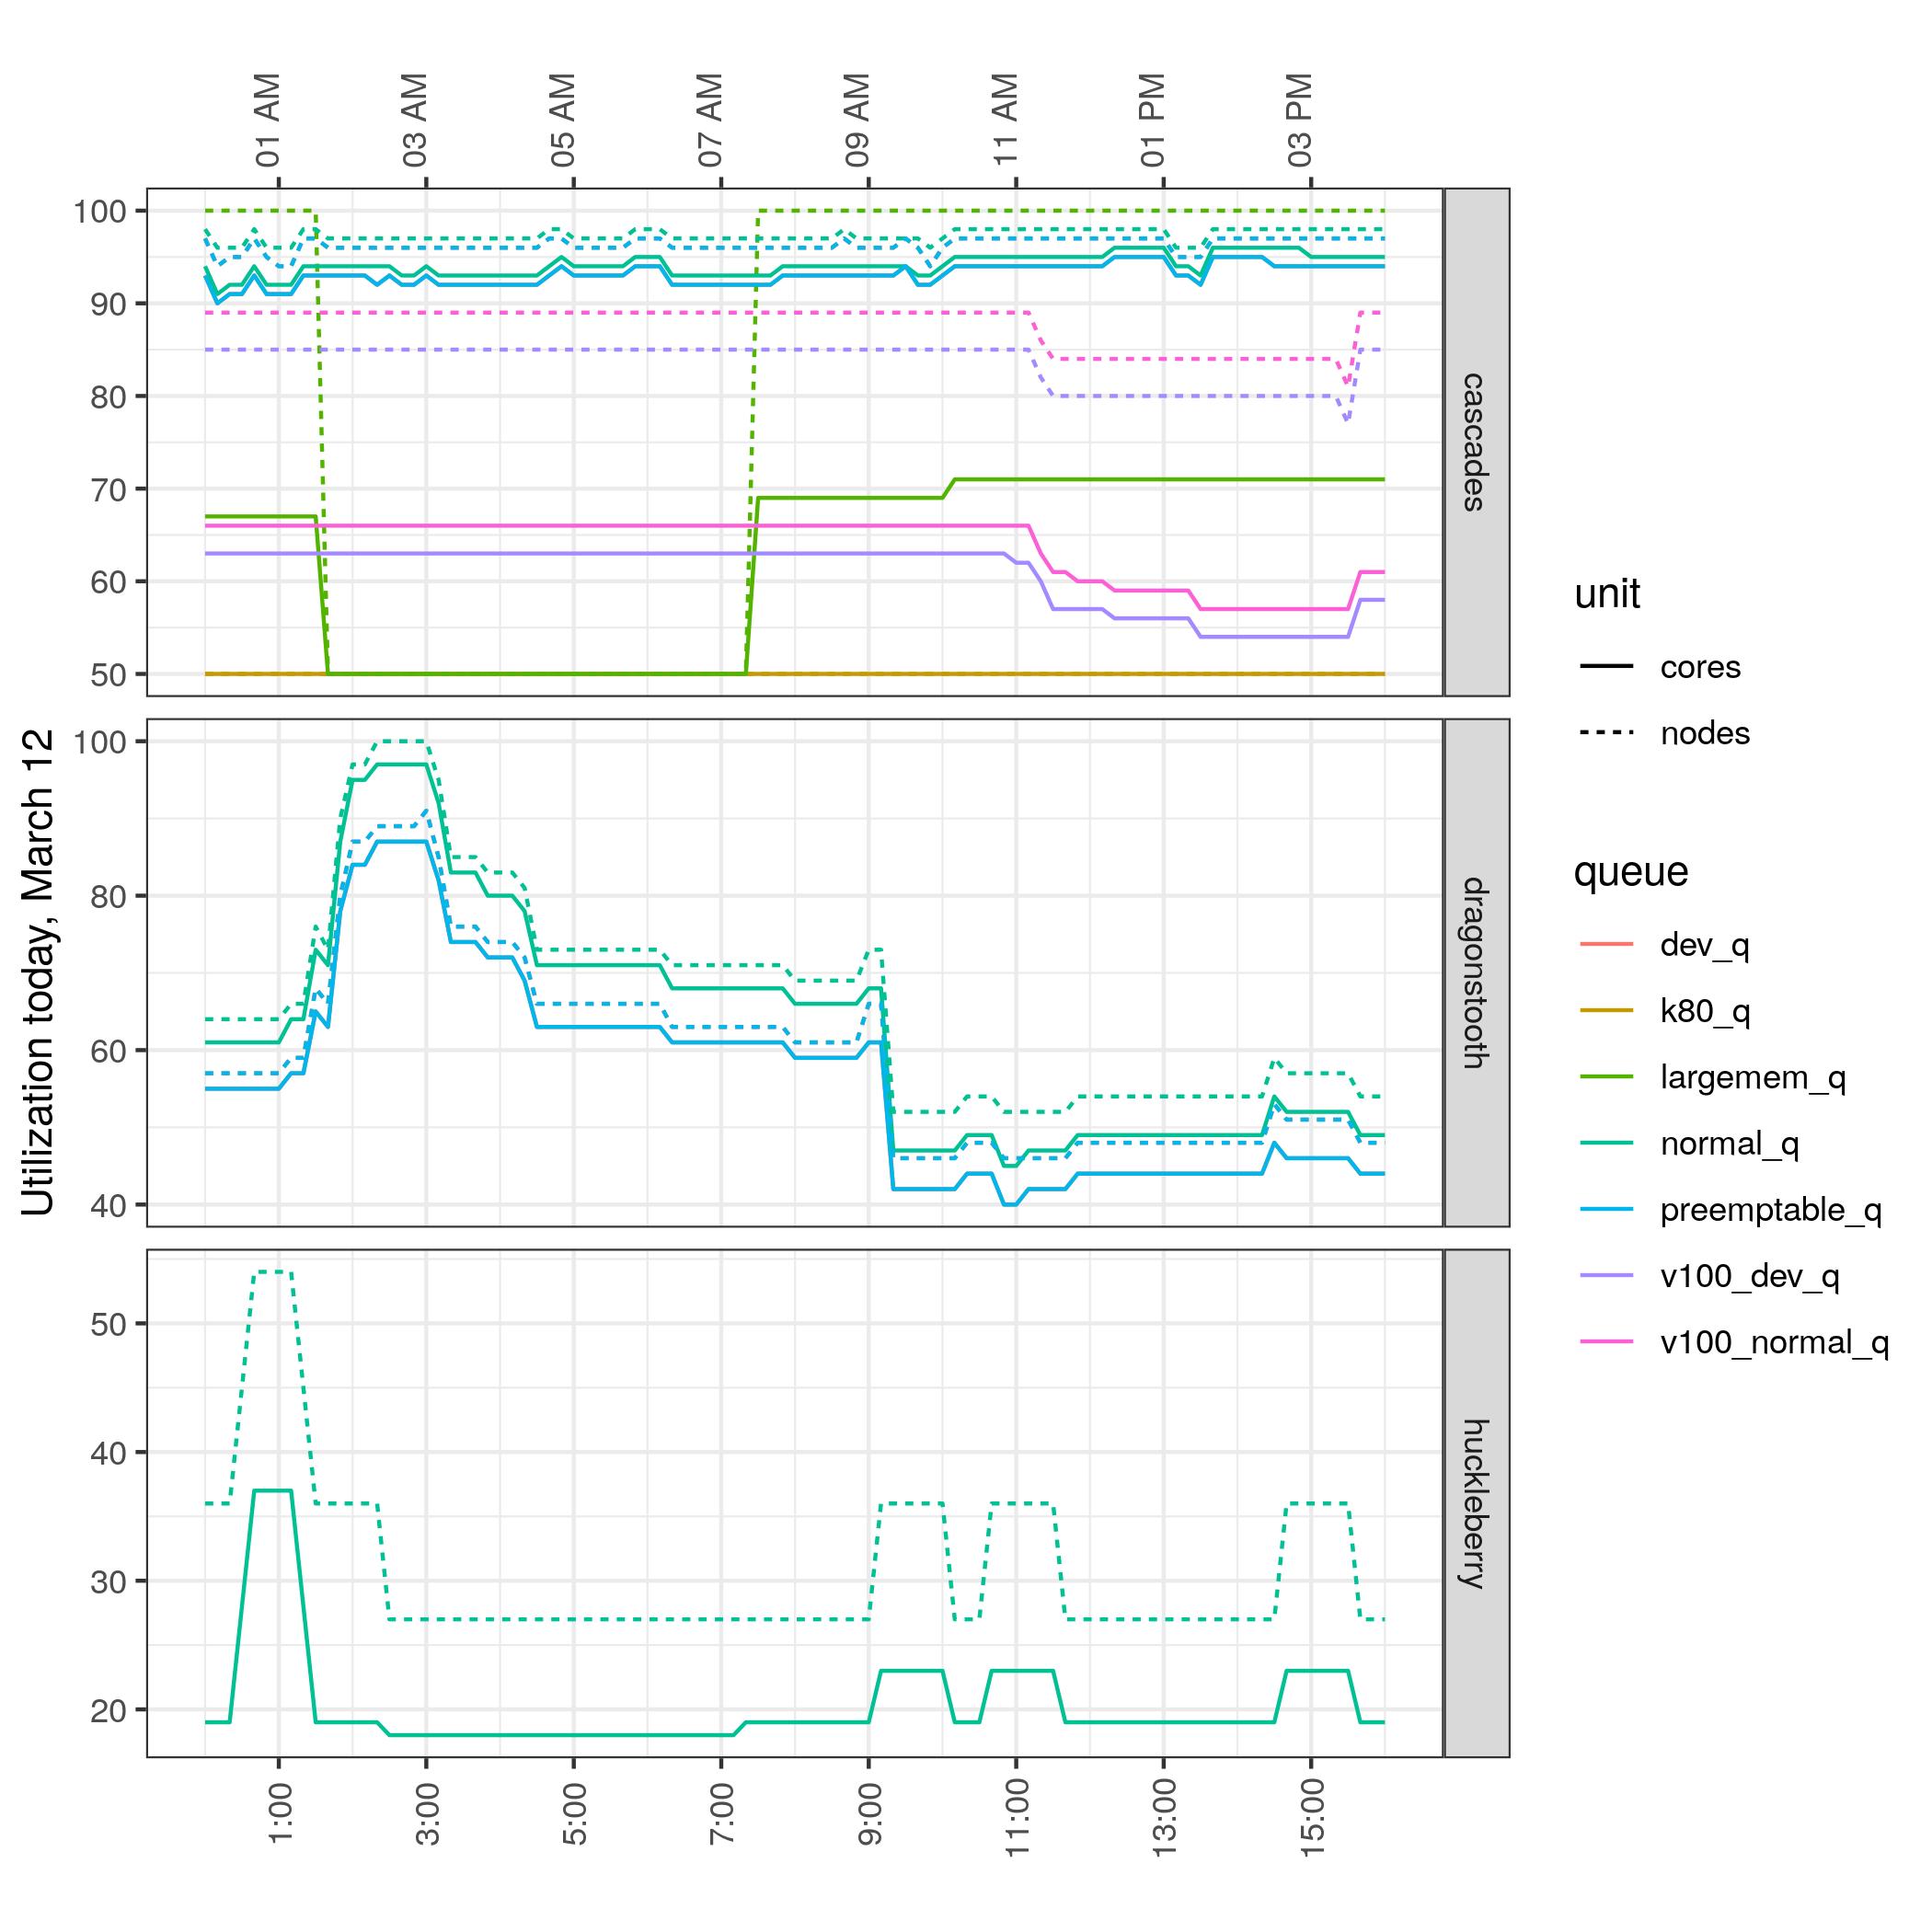 01 AM
03 AM
05 AM
07 AM
09 AM
11 AM
01 PM
03 PM
Utilization today, March 12
100
90
80
70
60
50
cascades
100
80
60
40
dragonstooth
50
40
30
20
huckleberry
1:00
3:00
5:00
7:00
9:00
11:00
13:00
15:00
unit
cores
nodes
queue
dev_q
k80_q
largemem_q
normal_q
preemptable_q
v100_dev_q
v100_normal_q